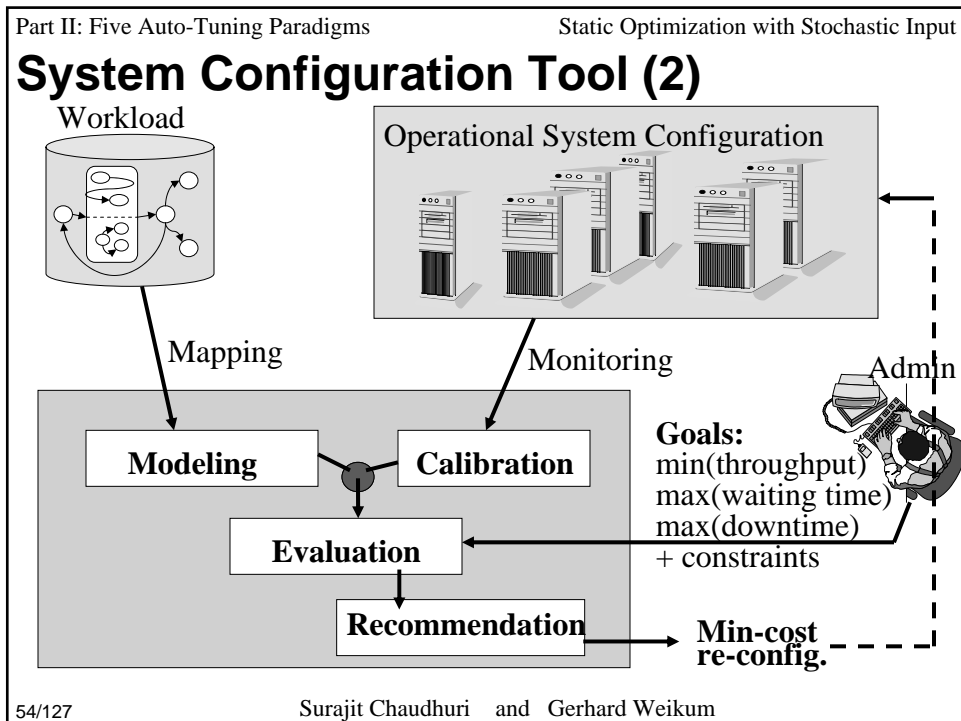 Part II: Five Auto-Tuning Paradigms
Static Optimization with Stochastic Input
System Configuration Tool (2)
Workload
Operational System Configuration
Mapping
Monitoring
Admin
Modeling
Calibration
Goals:
min(throughput)
max(waiting time)
max(downtime)
+ constraints
Evaluation
Recommendation
Min-cost
re-config.
54/127
Surajit Chaudhuri and Gerhard Weikum